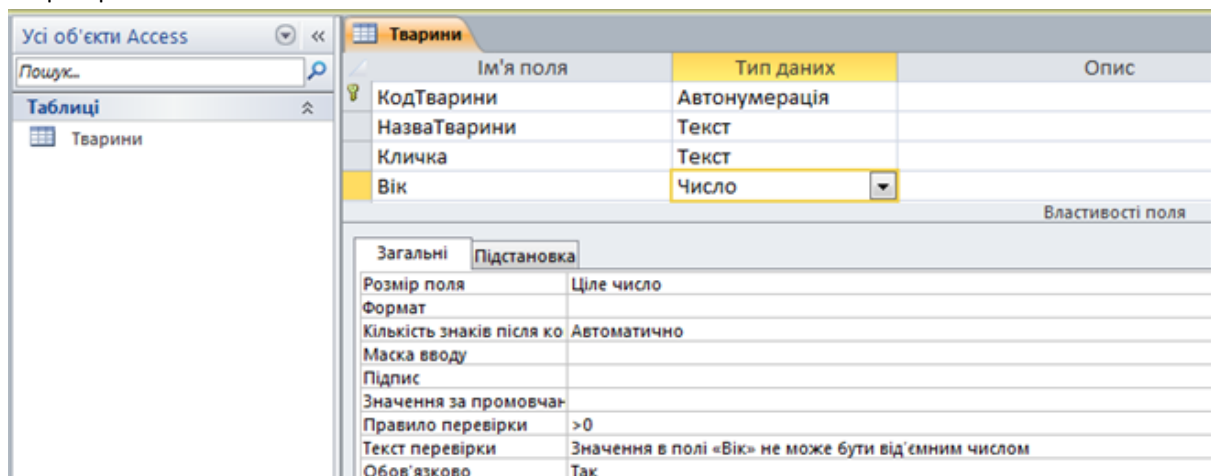 Усі об'єкти Access
Пошук...
Таблиці
Тварини
Тварини
Ім'я поля Тип даних Опис
КодТварини Автонумерація
НазваТварини Текст
Кличка Текст
Вік Число
Властивості поля
Загальні Підстановка
Розмір поля Ціле число
Формат
Кількість знаків після ко Автоматично
Маска вводу
Підпис
Значення за промовчан
Правило перевірки >0
Текст перевірки Значення в полі «Вік» не може бути від'ємним числом
Обов'язково Так